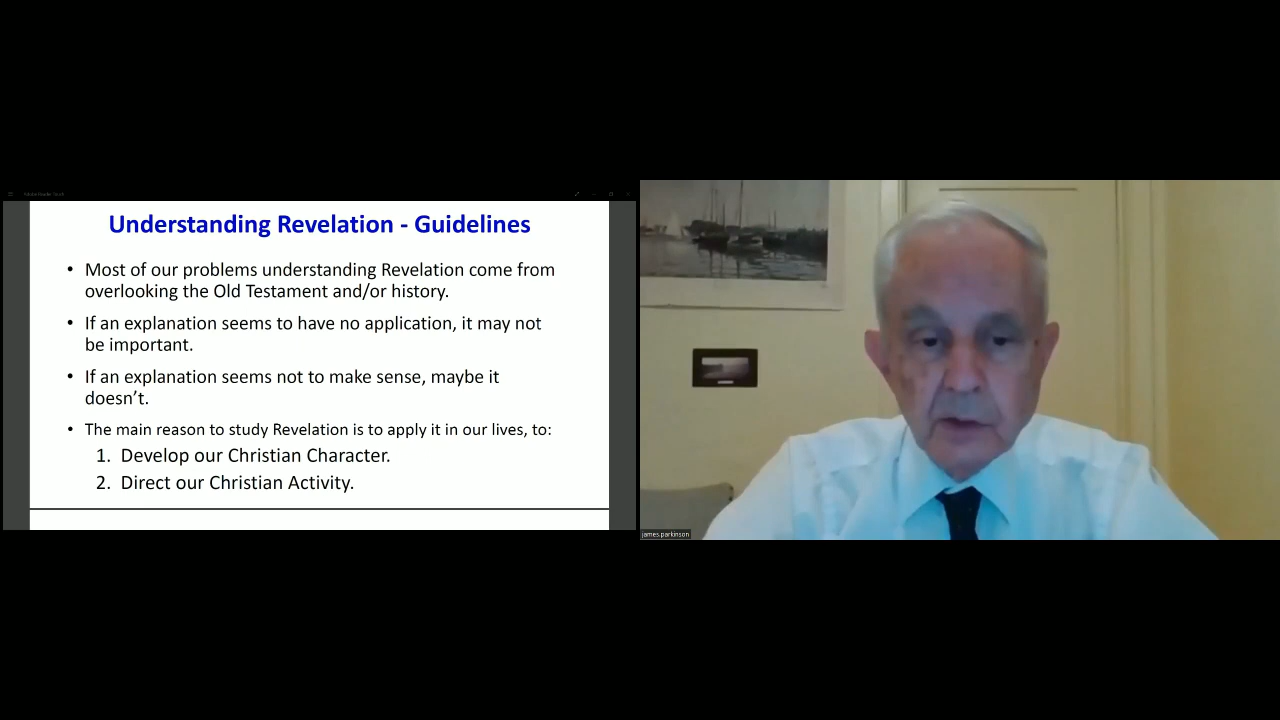 Understanding Revelation - Guidelines
• Most of our problems understanding Revelation come from
overlooking the Old Testament and/or history.
• If an explanation seems to have no application, it may not
be important.
• If an explanation seems not to make sense, maybe it
doesn’t.
• The main reason to study Revelation is to apply it in our lives, to:
1. Develop our Christian Character.
2. Direct our Christian Activity.
james.parkinson